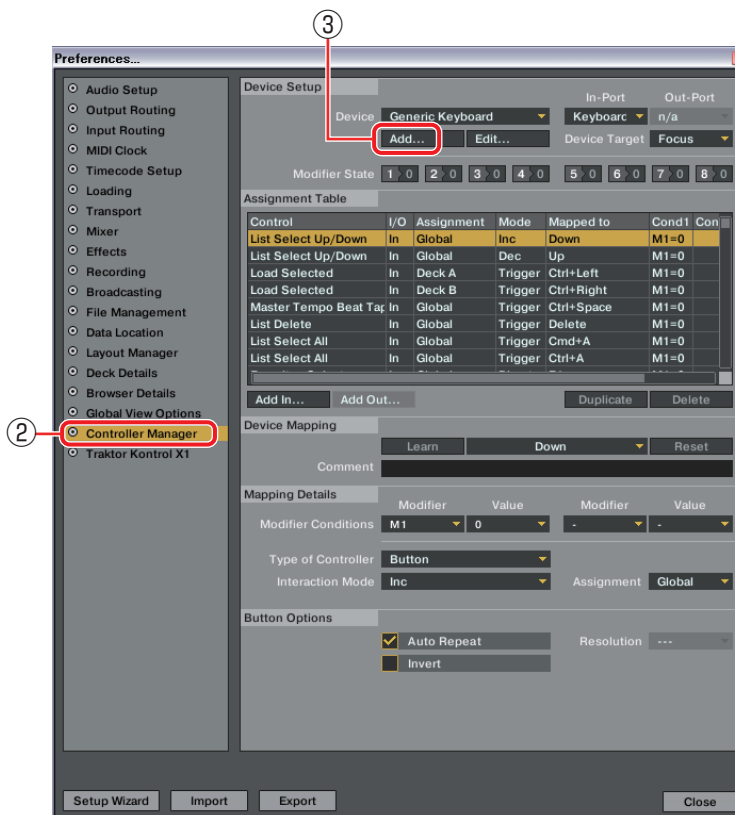 ③
Preferences...
Audio Setup
Output Routing
Input Routing
MIDI Clock
Timecode Setup
Loading
Transport
Mixer
Effects
Recording
Broadcasting
File Management
Data Location
Layout Manager
Deck Details
Browser Details
Global View Options
② Controller Manager
Traktor Kontrol X1
Device Setup
In-Port Out-Port
Device Generic Keyboard Keyboarc n/a
Add... Edit... Device Target Focus
Modifier State 1 0 2 0 3 0 4 0 5 0 6 0 7 0 8 0
Assignment Table
Control I/O Assignment Mode Mapped to Cond1 Con
List Select Up/Down In Global Inc Down M1=0
List Select Up/Down In Global Dec Up M1=0
Load Selected In Deck A Trigger Ctrl+Left M1=0
Load Selected In Deck B Trigger Ctrl+Right M1=0
Master Tempo Beat Tap In Global Trigger Ctrl+Space M1=0
List Delete In Global Trigger Delete M1=0
List Select All In Global Trigger Cmd+A M1=0
List Select All In Global Trigger Ctrl+A M1=0
Add In... Add Out... Duplicate Delete
Device Mapping
Learn Down Reset
Comment
Mapping Details
Modifier Value Modifier Value
Modifier Conditions M1 0 - -
Type of Controller Button
Interaction Mode Inc Assignment Global
Button Options
Auto Repeat Resolution ---
Invert
Setup Wizard Import Export Close